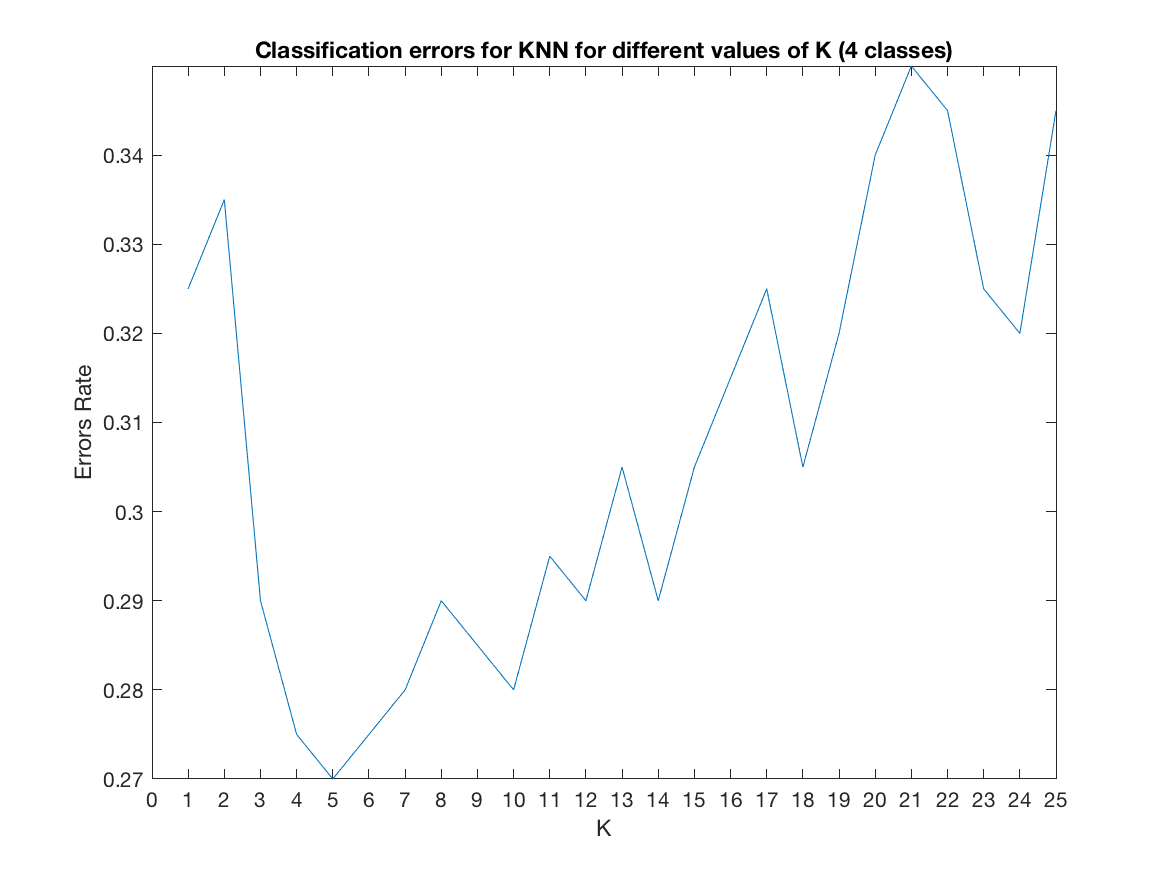 Classification errors for KNN for different values of K (4 classes)
0.34
0.33
0.32
0.31
0.3
0.29
0.28
0.27
Errors Rate
0 1 2 3 4 5 6 7 8 9 10 11 12 13 14 15 16 17 18 19 20 21 22 23 24 25
K